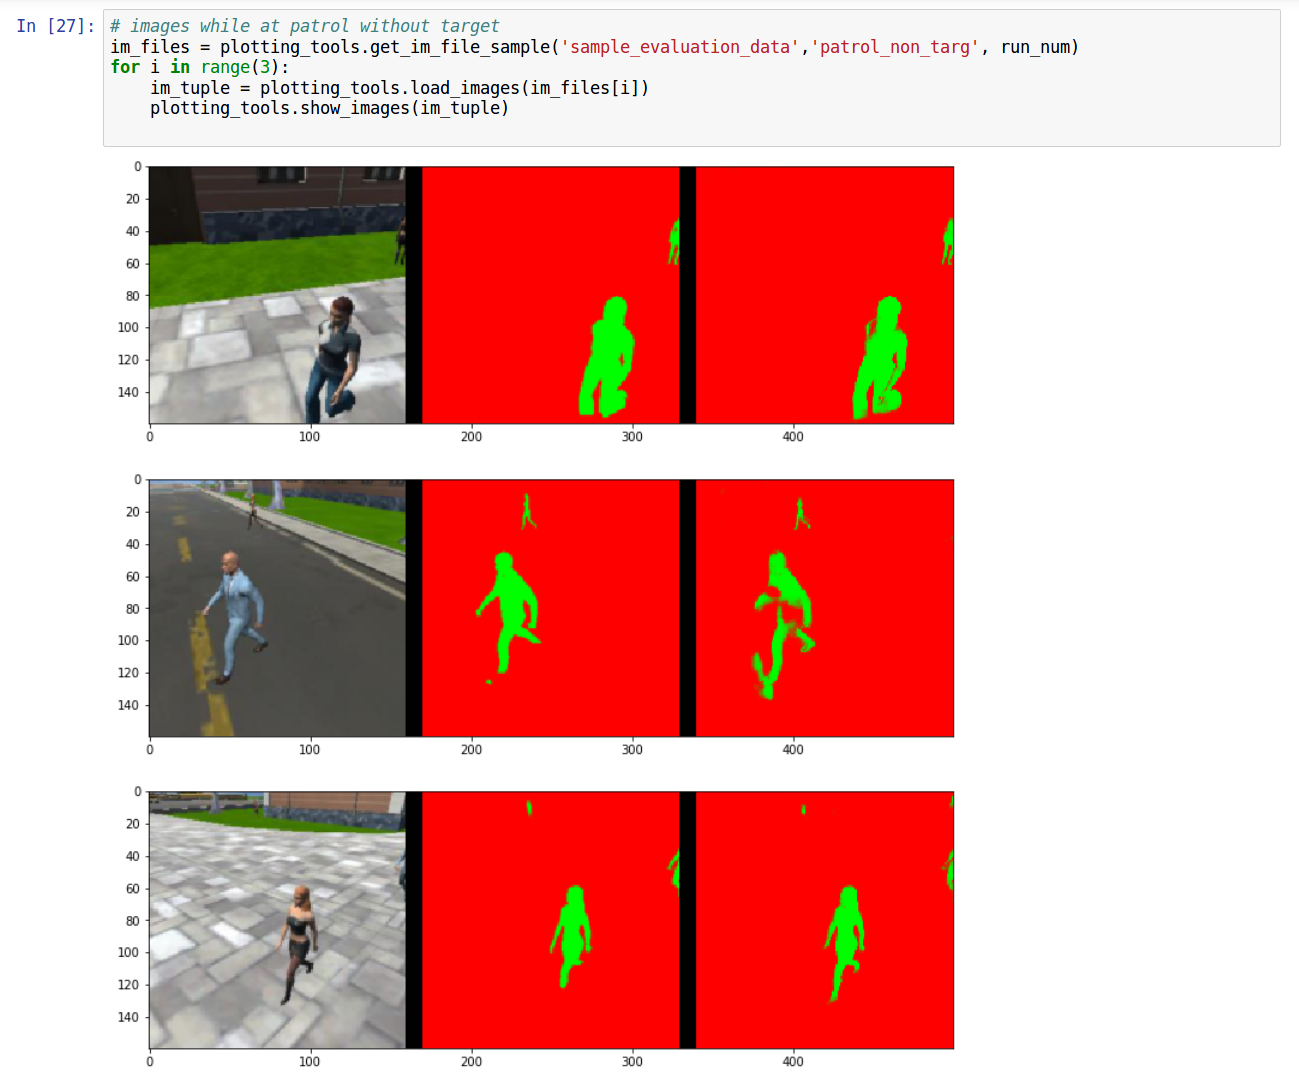 In [27]:
# images while at patrol without target
im_files = plotting_tools.get_im_file_sample('sample_evaluation_data','patrol_non_targ', run_num)
for i in range(3):
    im_tuple = plotting_tools.load_images(im_files[i])
    plotting_tools.show_images(im_tuple)
0
20
40
60
80
100
120
140
0 100 200 300 400
0
20
40
60
80
100
120
140
0 100 200 300 400
0
20
40
60
80
100
120
140
0 100 200 300 400